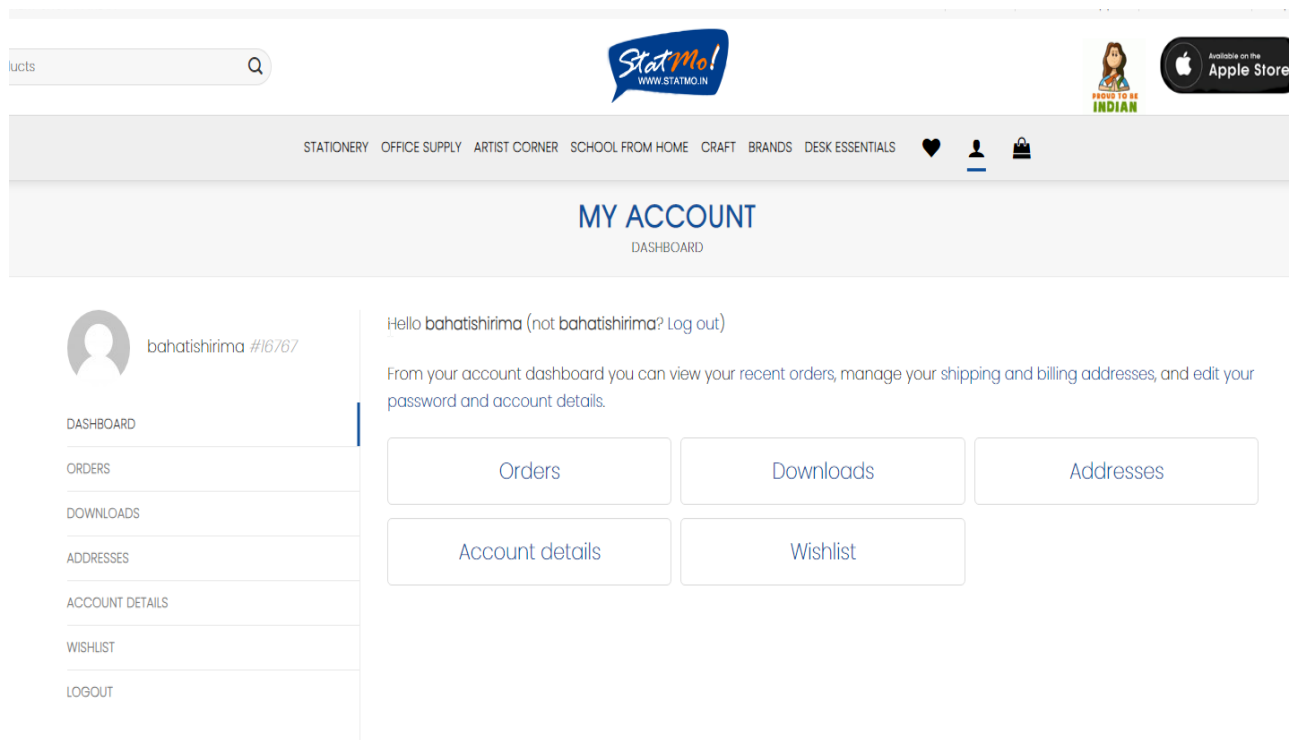 ucts
StatMo!
WWW.STATMO.IN
PROUD TO BE
INDIAN
Available on the
Apple Store
STATIONERY OFFICE SUPPLY ARTIST CORNER SCHOOL FROM HOME CRAFT BRANDS DESK ESSENTIALS
MY ACCOUNT
DASHBOARD
bahatishirima #16767
DASHBOARD
ORDERS
DOWNLOADS
ADDRESSES
ACCOUNT DETAILS
WISHLIST
LOGOUT
Hello bahatishirima (not bahatishirima? Log out)
From your account dashboard you can view your recent orders, manage your shipping and billing addresses, and edit your
password and account details.
Orders Downloads Addresses
Account details Wishlist